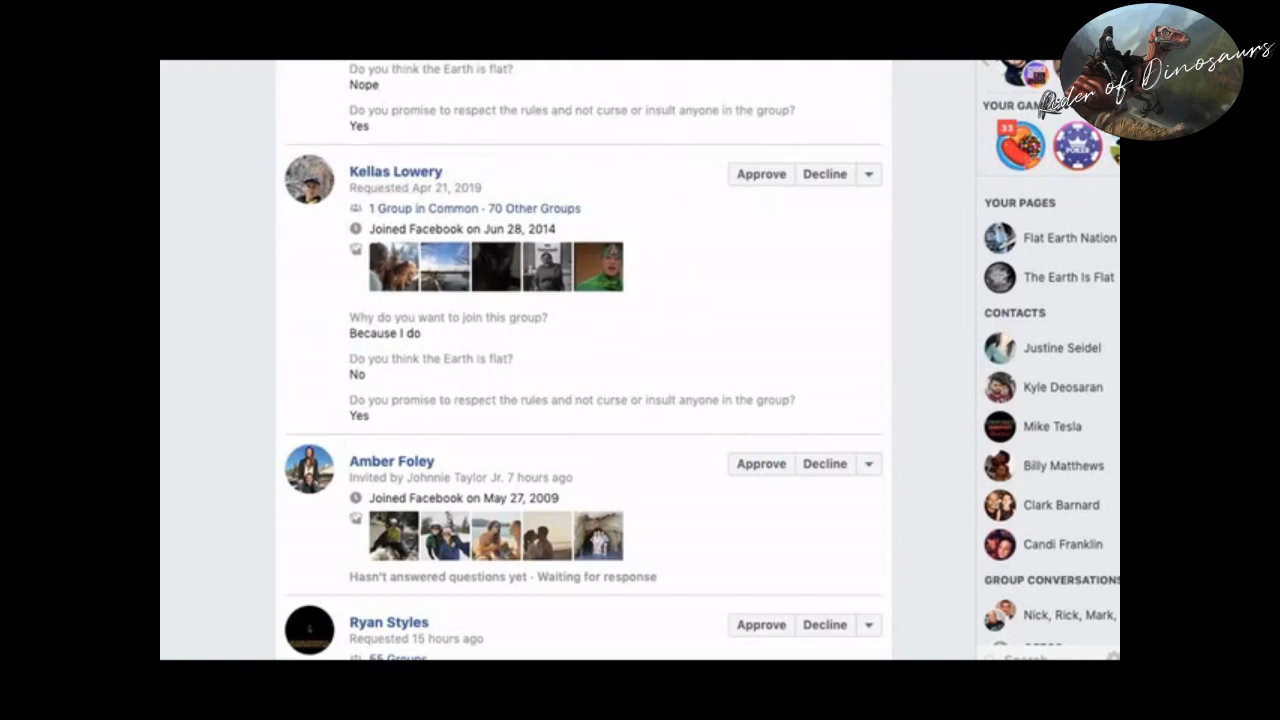 Order of Dinosaurs
Do you think the Earth is flat?
Nope
Do you promise to respect the rules and not curse or insult anyone in the group?
Yes
Kellas Lowery
Requested Apr 21, 2019
1 Group in Common · 70 Other Groups
Joined Facebook on Jun 28, 2014
Approve
Decline
Why do you want to join this group?
Because I do
Do you think the Earth is flat?
No
Do you promise to respect the rules and not curse or insult anyone in the group?
Yes
Amber Foley
Invited by Johnnie Taylor Jr. 7 hours ago
Joined Facebook on May 27, 2009
Approve
Decline
Hasn't answered questions yet · Waiting for response
Ryan Styles
Requested 15 hours ago
55 Groups
Approve
Decline
YOUR GAM
33
POKER
YOUR PAGES
Flat Earth Nation
The Earth Is Flat
CONTACTS
Justine Seidel
Kyle Deosaran
Mike Tesla
Billy Matthews
Clark Barnard
Candi Franklin
GROUP CONVERSATIONS
Nick, Rick, Mark,
Search